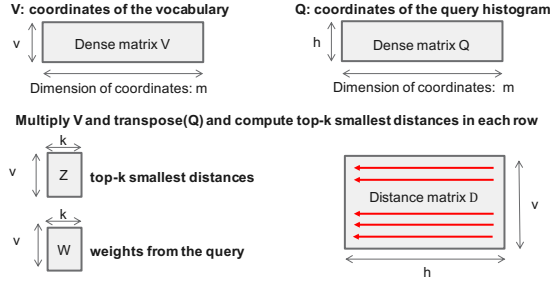 V: coordinates of the vocabulary
Q: coordinates of the query histogram
v
Dense matrix V
h
Dense matrix Q
Dimension of coordinates: m
Dimension of coordinates: m
Multiply V and transpose(Q) and compute top-k smallest distances in each row
k
v
Z
top-k smallest distances
Distance matrix D
v
k
v
W
weights from the query
h